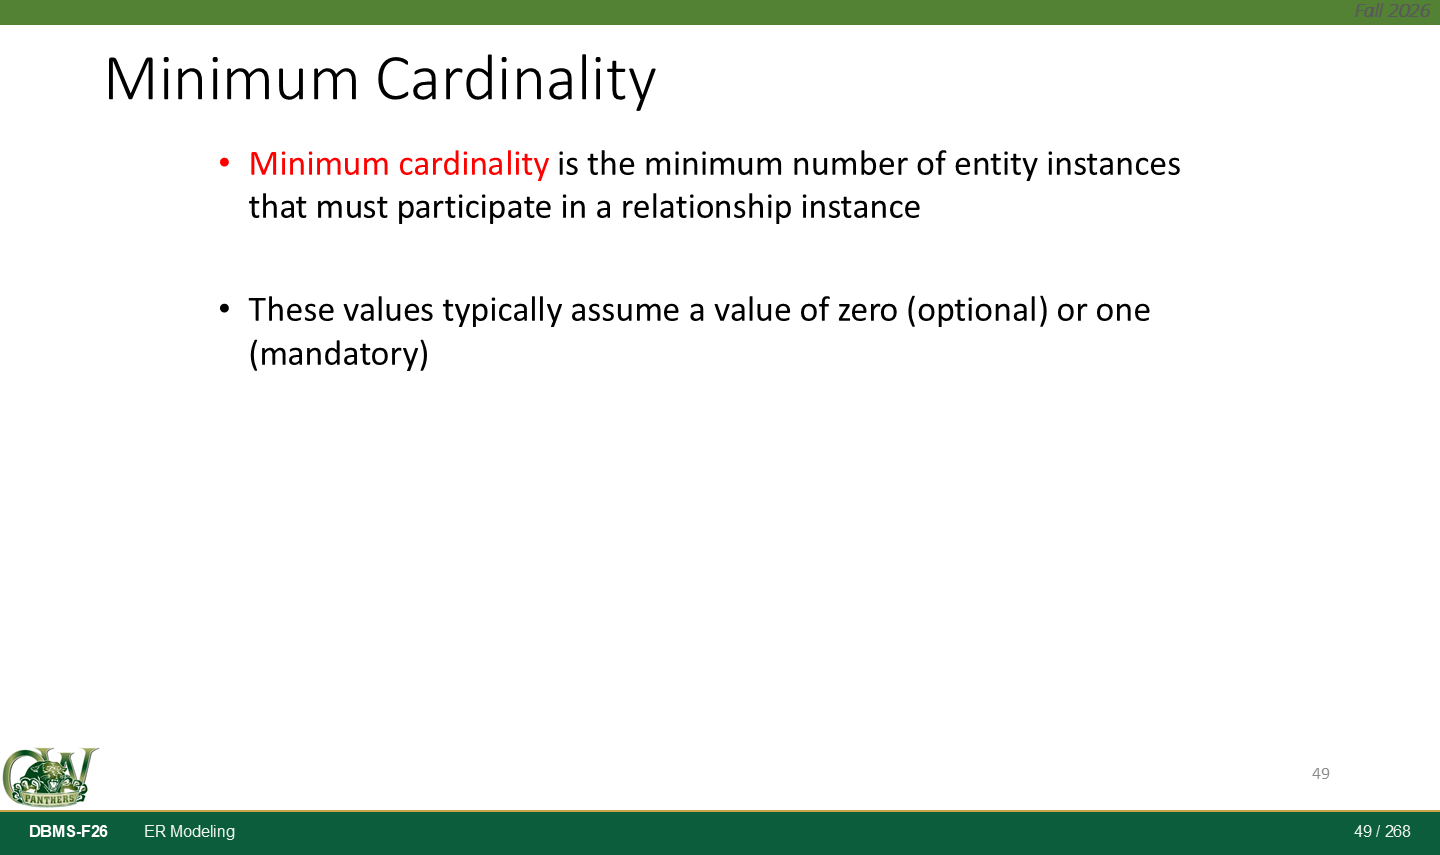 Fall 2026
Minimum Cardinality
• Minimum cardinality is the minimum number of entity instances
that must participate in a relationship instance
• These values typically assume a value of zero (optional) or one
(mandatory)
49
PANTHERS
DBMS-F26 ER Modeling 49 / 268